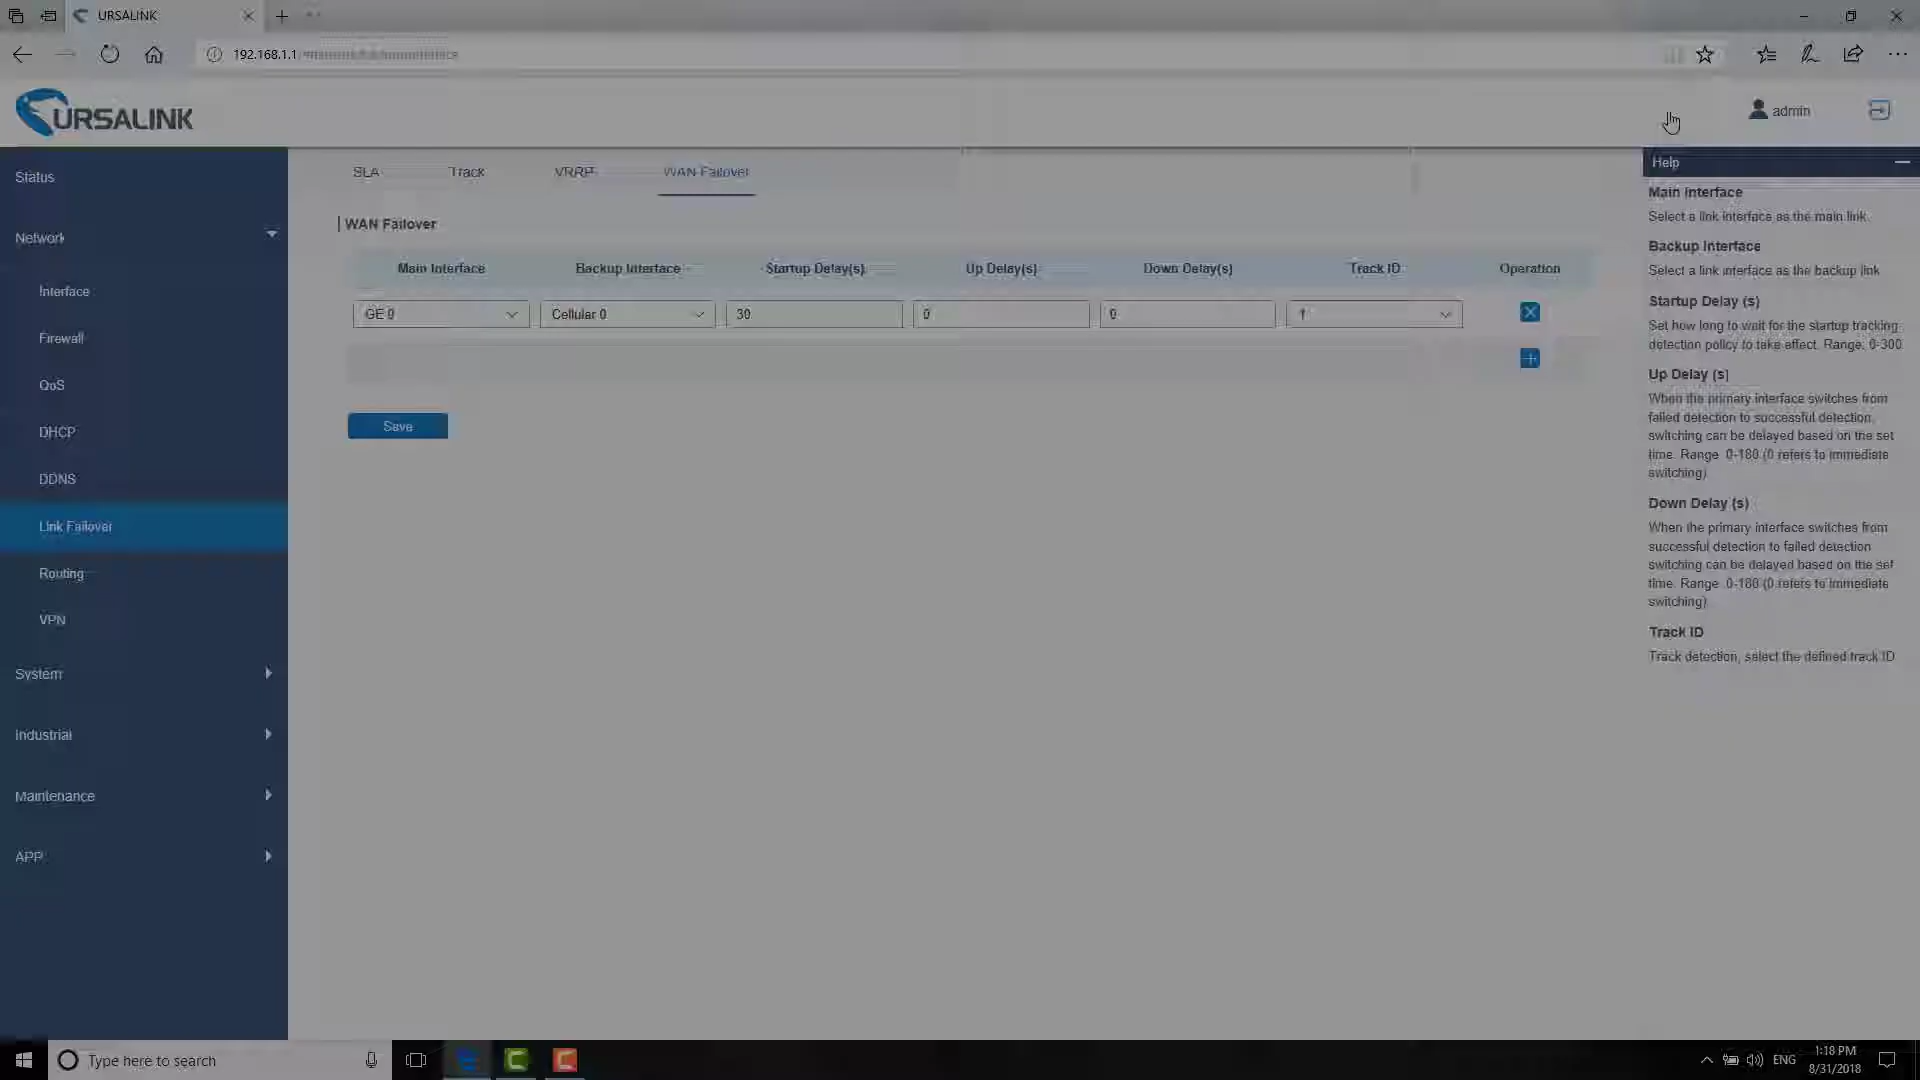 URSALINK
192.168.1.1
URSALINK
admin
Status
Network
Interface
Firewall
QoS
DHCP
DDNS
Link Failover
Routing
VPN
System
Industrial
Maintenance
APP
SLA Track VRRP WAN Failover
WAN Failover
Main Interface Backup Interface Startup Delay(s) Up Delay(s) Down Delay(s) Track ID Operation
GE 0 Cellular 0 30 0 0 1
Save
Help
Main Interface
Select a link interface as the main link.
Backup Interface
Select a link interface as the backup link
Startup Delay (s)
Set how long to wait for the startup tracking
detection policy to take effect. Range: 0-300
Up Delay (s)
When the primary interface switches from
failed detection to successful detection,
switching can be delayed based on the set
time. Range: 0-180 (0 refers to immediate
switching)
Down Delay (s)
When the primary interface switches from
successful detection to failed detection
switching can be delayed based on the set
time. Range: 0-180 (0 refers to immediate
switching)
Track ID
Track detection, select the defined track ID
Type here to search
ENG
1:18 PM
8/31/2018